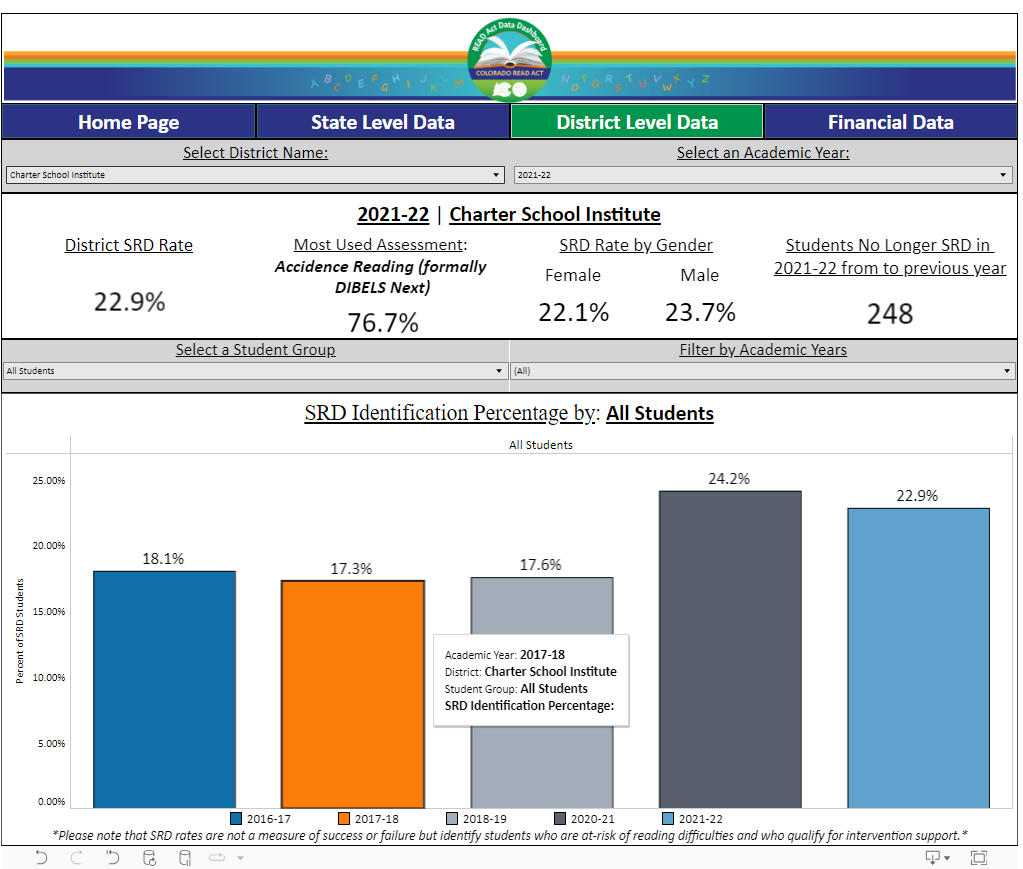 READ Act Data Dashboard
COLORADO READ ACT
A B C D E F G H I J K L M N O P Q R S T U V W X Y Z
Home Page State Level Data District Level Data Financial Data
Select District Name: Select an Academic Year:
Charter School Institute 2021-22
2021-22 | Charter School Institute
District SRD Rate
22.9%
Most Used Assessment:
Accidence Reading (formally
DIBELS Next)
76.7%
SRD Rate by Gender
Female Male
22.1% 23.7%
Students No Longer SRD in
2021-22 from to previous year
248
Select a Student Group Filter by Academic Years
All Students (All)
SRD Identification Percentage by: All Students
All Students
Percent of SRD Students
25.00%
20.00%
15.00%
10.00%
5.00%
0.00%
18.1%
17.3%
17.6%
24.2%
22.9%
Academic Year: 2017-18
District: Charter School Institute
Student Group: All Students
SRD Identification Percentage:
2016-17 2017-18 2018-19 2020-21 2021-22
*Please note that SRD rates are not a measure of success or failure but identify students who are at-risk of reading difficulties and who qualify for intervention support.*